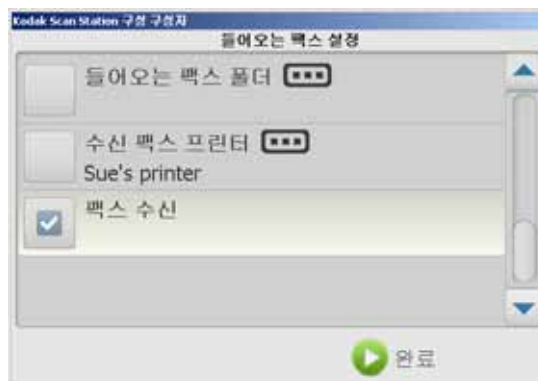 Kodak Scan Station 구성 구성자
들어오는 팩스 설정
들어오는 팩스 폴더
수신 팩스 프린터
Sue's printer
팩스 수신
완료